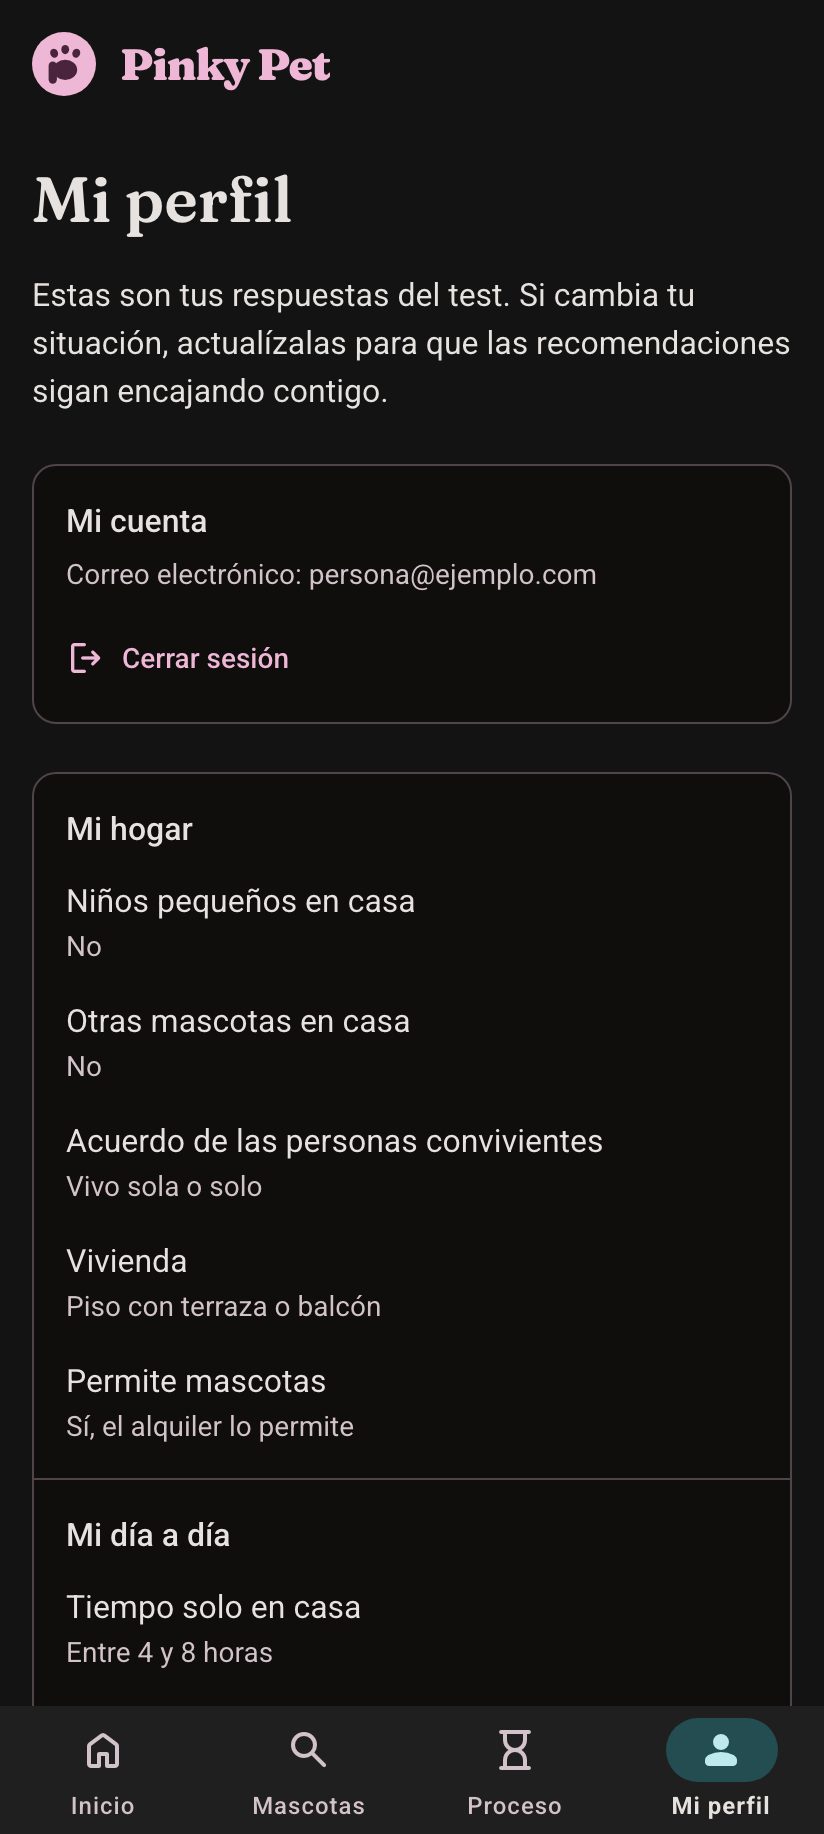 Pinky Pet
Mi perfil
Estas son tus respuestas del test. Si cambia tu
situación, actualízalas para que las recomendaciones
sigan encajando contigo.
Mi cuenta
Correo electrónico: persona@ejemplo.com
Cerrar sesión
Mi hogar
Niños pequeños en casa
No
Otras mascotas en casa
No
Acuerdo de las personas convivientes
Vivo sola o solo
Vivienda
Piso con terraza o balcón
Permite mascotas
Sí, el alquiler lo permite
Mi día a día
Tiempo solo en casa
Entre 4 y 8 horas
Inicio
Mascotas
Proceso
Mi perfil